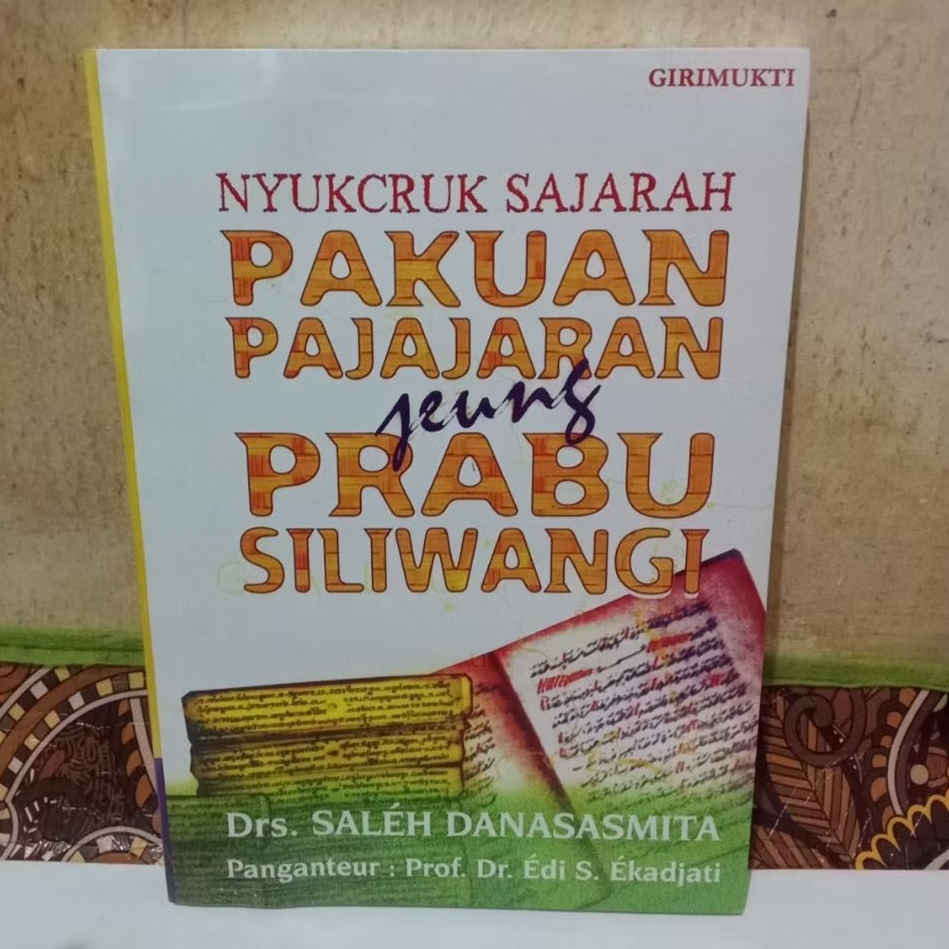 GIRIMUKTI
NYUKCRUK SAJARAH
PAKUAN
PAJAJARAN
jeung
PRABU
SILIWANGI
Drs. SALÉH DANASASMITA
Panganteur : Prof. Dr. Édi S. Ékadjati